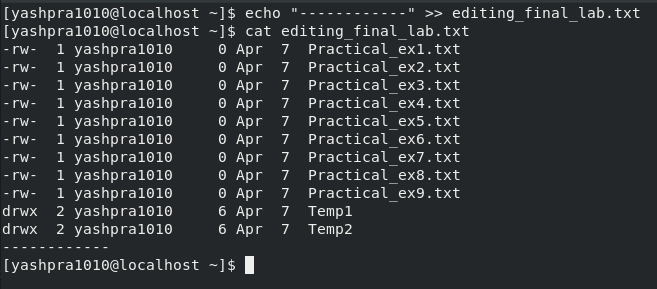 [yashpra1010@localhost ~]$ echo "------------" >> editing_final_lab.txt
[yashpra1010@localhost ~]$ cat editing_final_lab.txt
-rw-  1 yashpra1010     0 Apr  7  Practical_ex1.txt
-rw-  1 yashpra1010     0 Apr  7  Practical_ex2.txt
-rw-  1 yashpra1010     0 Apr  7  Practical_ex3.txt
-rw-  1 yashpra1010     0 Apr  7  Practical_ex4.txt
-rw-  1 yashpra1010     0 Apr  7  Practical_ex5.txt
-rw-  1 yashpra1010     0 Apr  7  Practical_ex6.txt
-rw-  1 yashpra1010     0 Apr  7  Practical_ex7.txt
-rw-  1 yashpra1010     0 Apr  7  Practical_ex8.txt
-rw-  1 yashpra1010     0 Apr  7  Practical_ex9.txt
drwx  2 yashpra1010     6 Apr  7  Temp1
drwx  2 yashpra1010     6 Apr  7  Temp2
------------
[yashpra1010@localhost ~]$